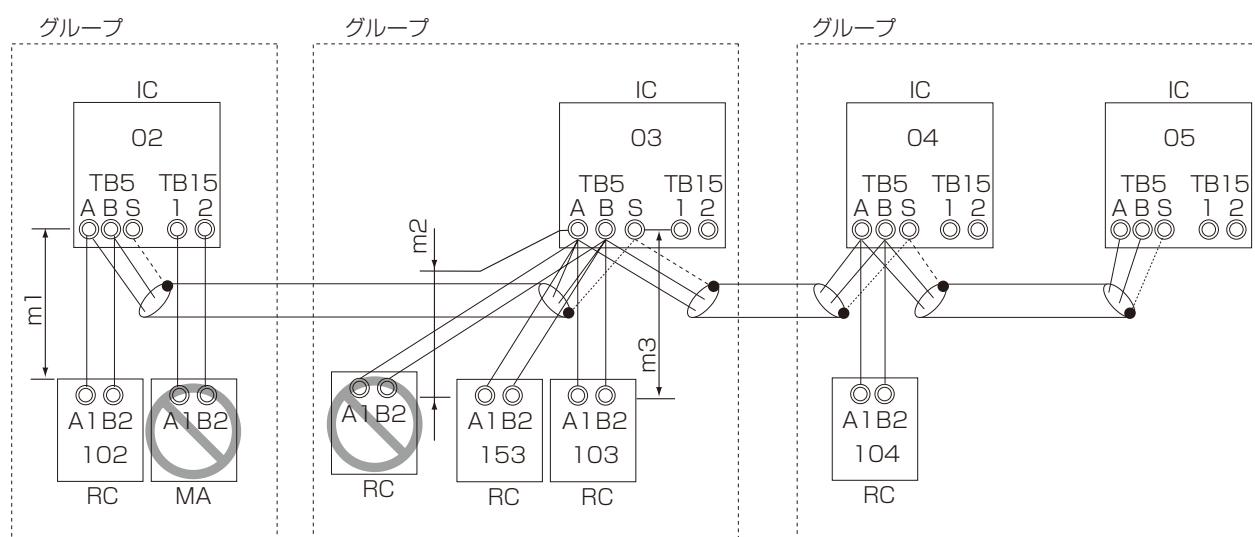 グループ
グループ
グループ
IC
IC
IC
IC
02
03
04
05
TB5 TB15
TB5 TB15
TB5 TB15
TB5 TB15
A B S 1 2
A B S 1 2
A B S 1 2
A B S 1 2
m1
m2
m3
A1B2
102
RC
A1B2
MA
A1B2
RC
A1B2
153
RC
A1B2
103
RC
A1B2
104
RC